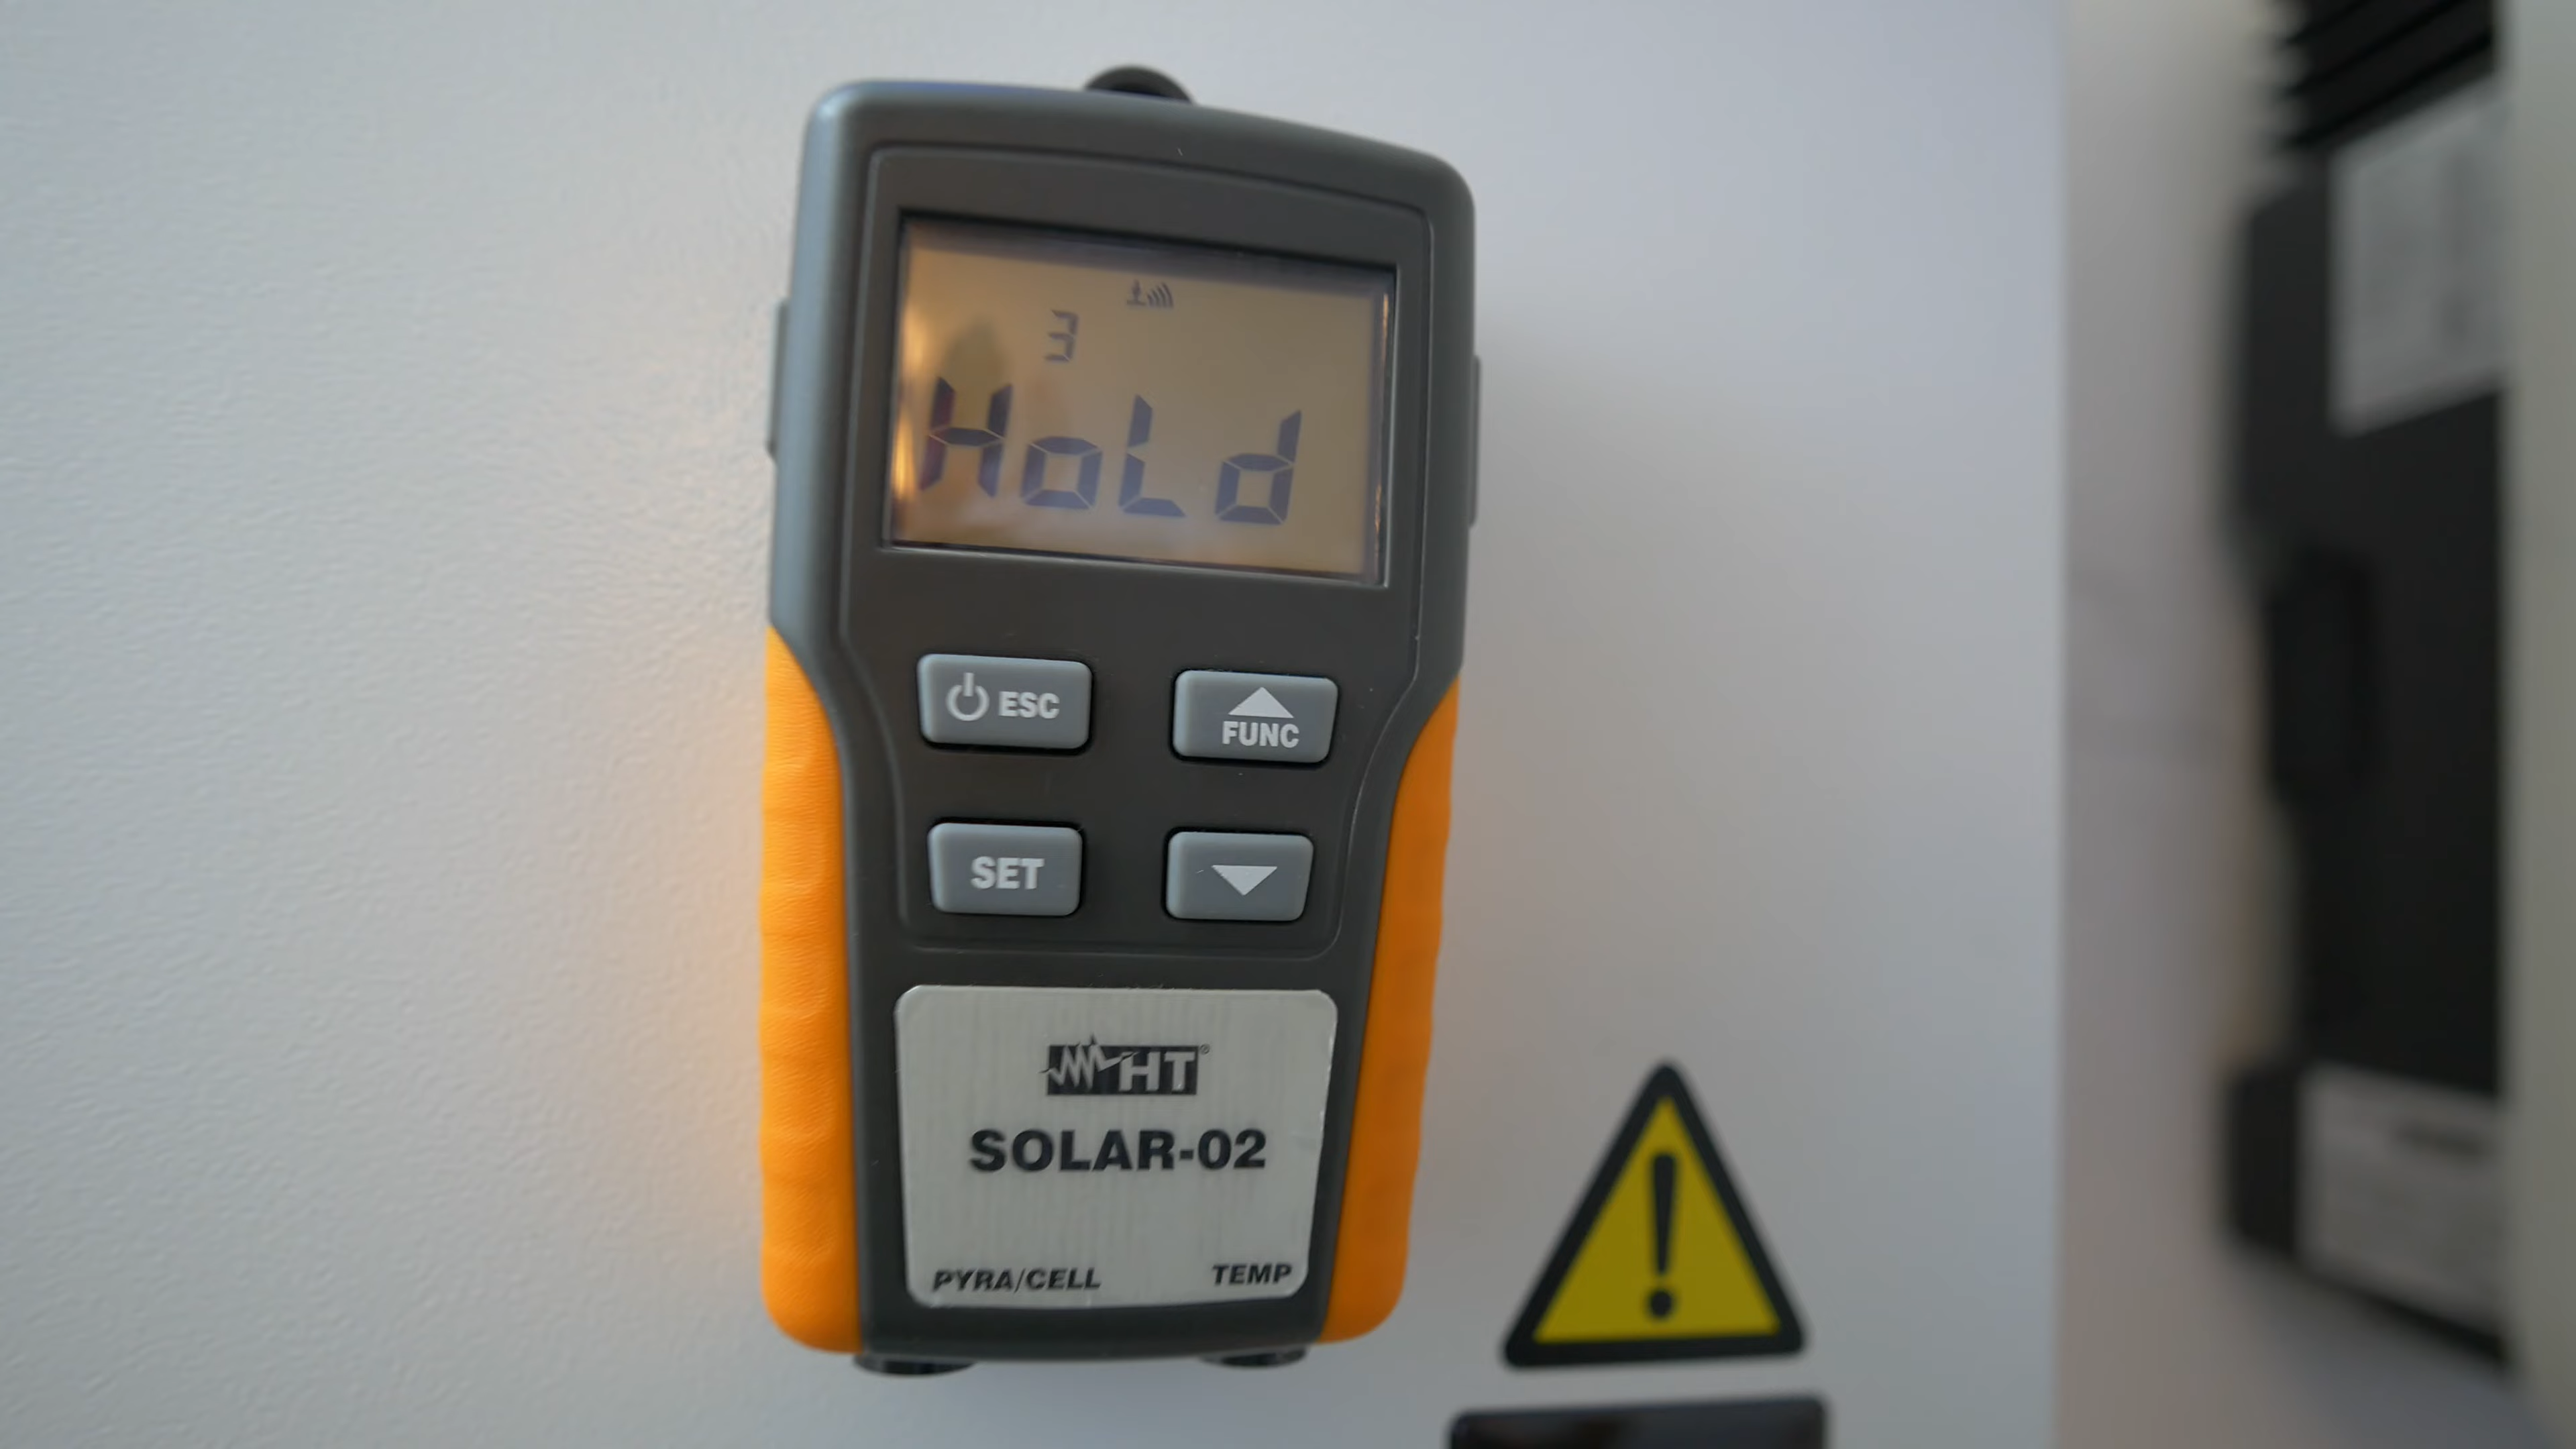 3
HoLd
ESC
FUNC
SET
HT®
SOLAR-02
PYRA/CELL TEMP